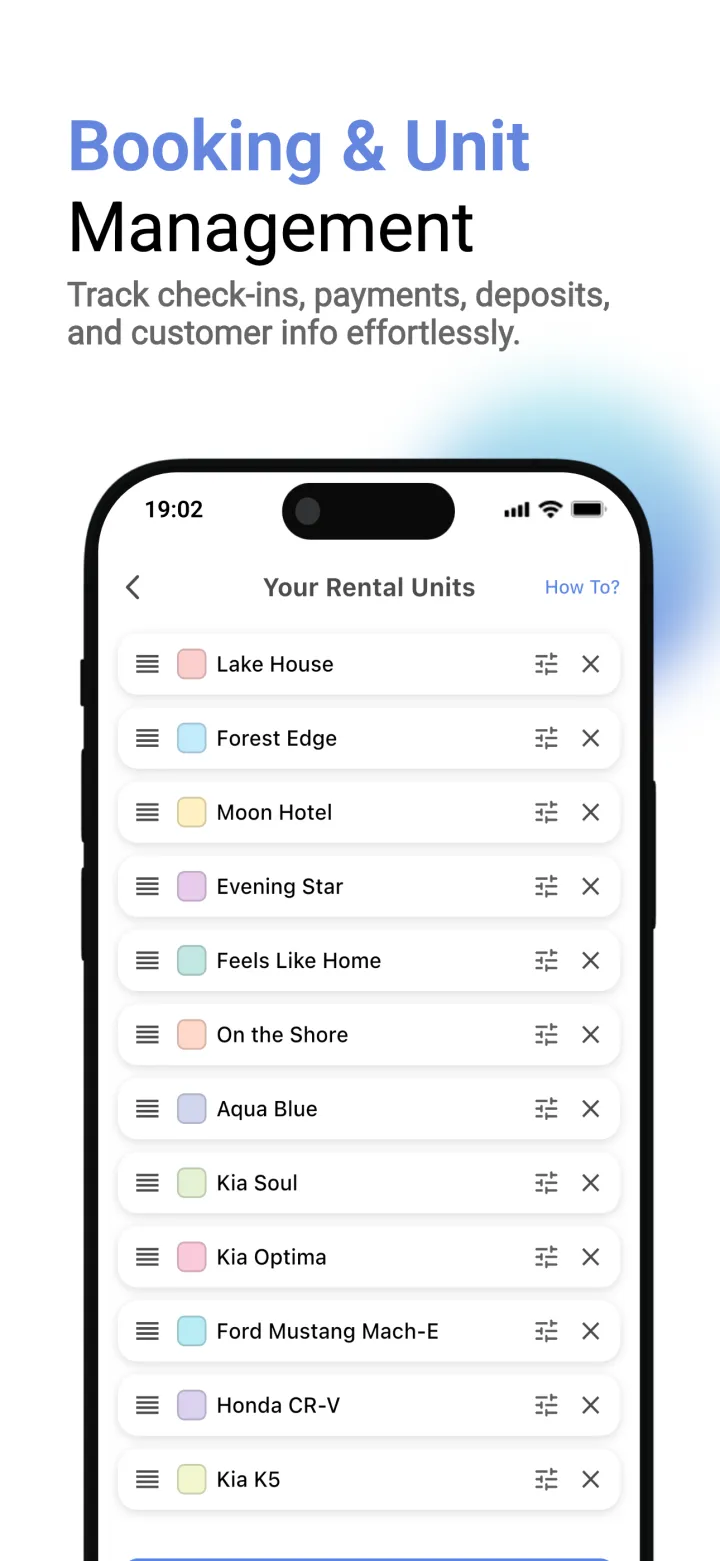 Booking & Unit
Management
Track check-ins, payments, deposits,
and customer info effortlessly.
19:02
Your Rental Units
How To?
Lake House
Forest Edge
Moon Hotel
Evening Star
Feels Like Home
On the Shore
Aqua Blue
Kia Soul
Kia Optima
Ford Mustang Mach-E
Honda CR-V
Kia K5